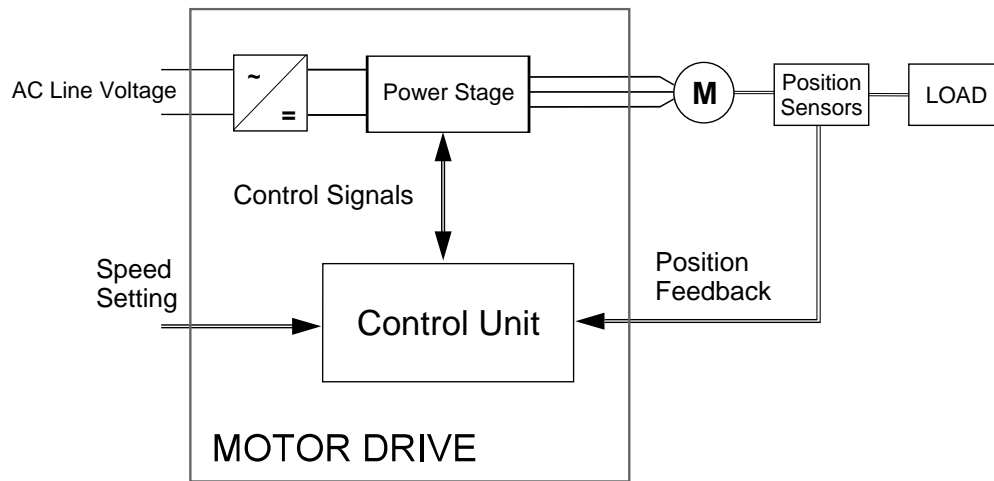 AC Line Voltage
~
=
Power Stage
M
Position
Sensors
LOAD
Control Signals
Speed
Setting
Control Unit
Position
Feedback
MOTOR DRIVE